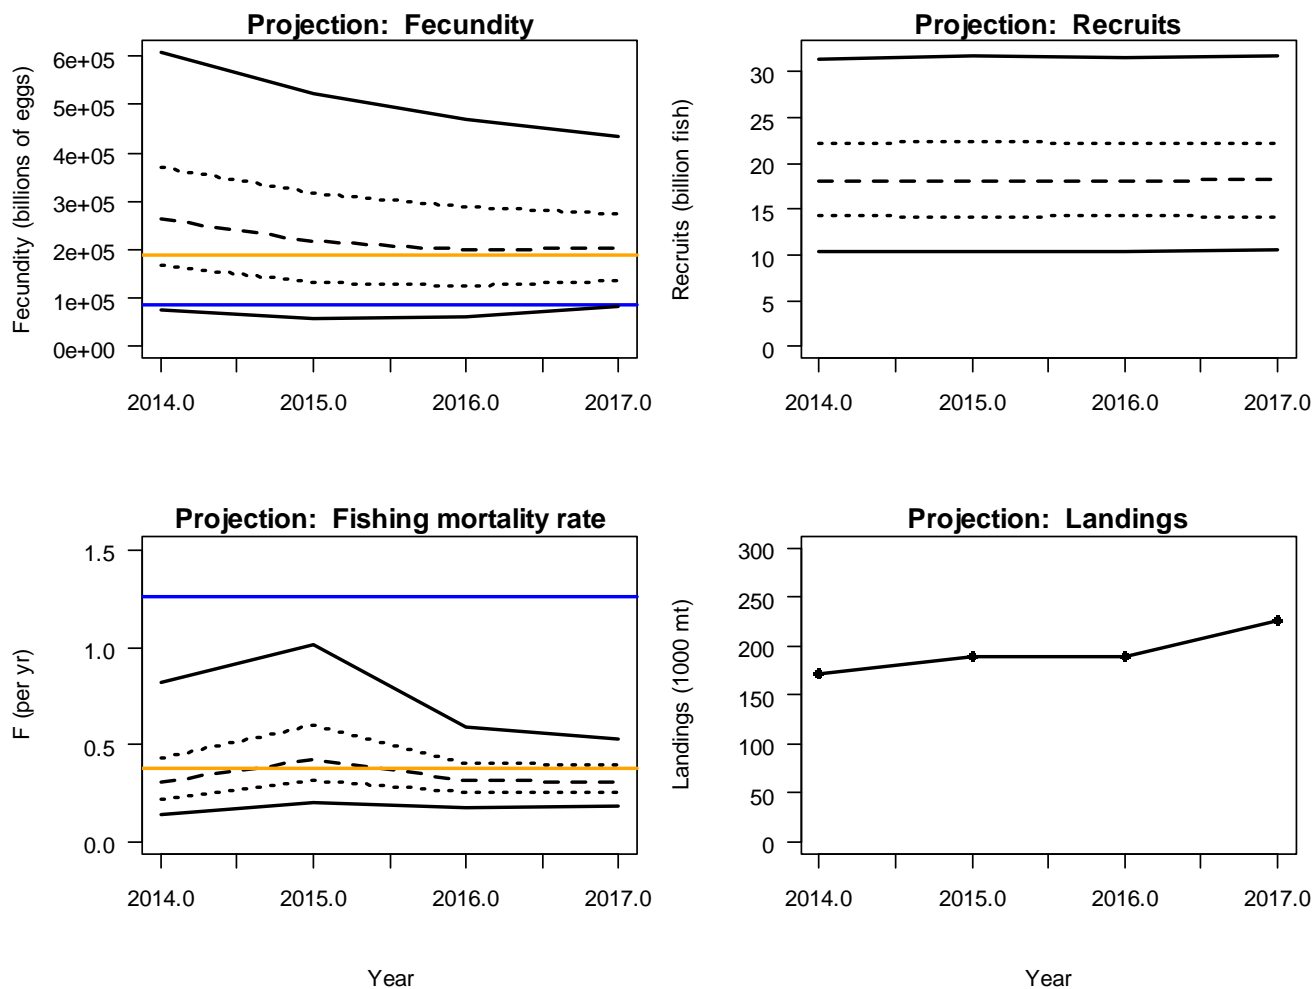 Projection: Fecundity
Fecundity (billions of eggs)
6e+05
5e+05
4e+05
3e+05
2e+05
1e+05
0e+00
2014.0 2015.0 2016.0 2017.0
Projection: Recruits
Recruits (billion fish)
30
25
20
15
10
5
0
2014.0 2015.0 2016.0 2017.0
Projection: Fishing mortality rate
F (per yr)
1.5
1.0
0.5
0.0
2014.0 2015.0 2016.0 2017.0
Year
Projection: Landings
Landings (1000 mt)
300
250
200
150
100
50
0
2014.0 2015.0 2016.0 2017.0
Year